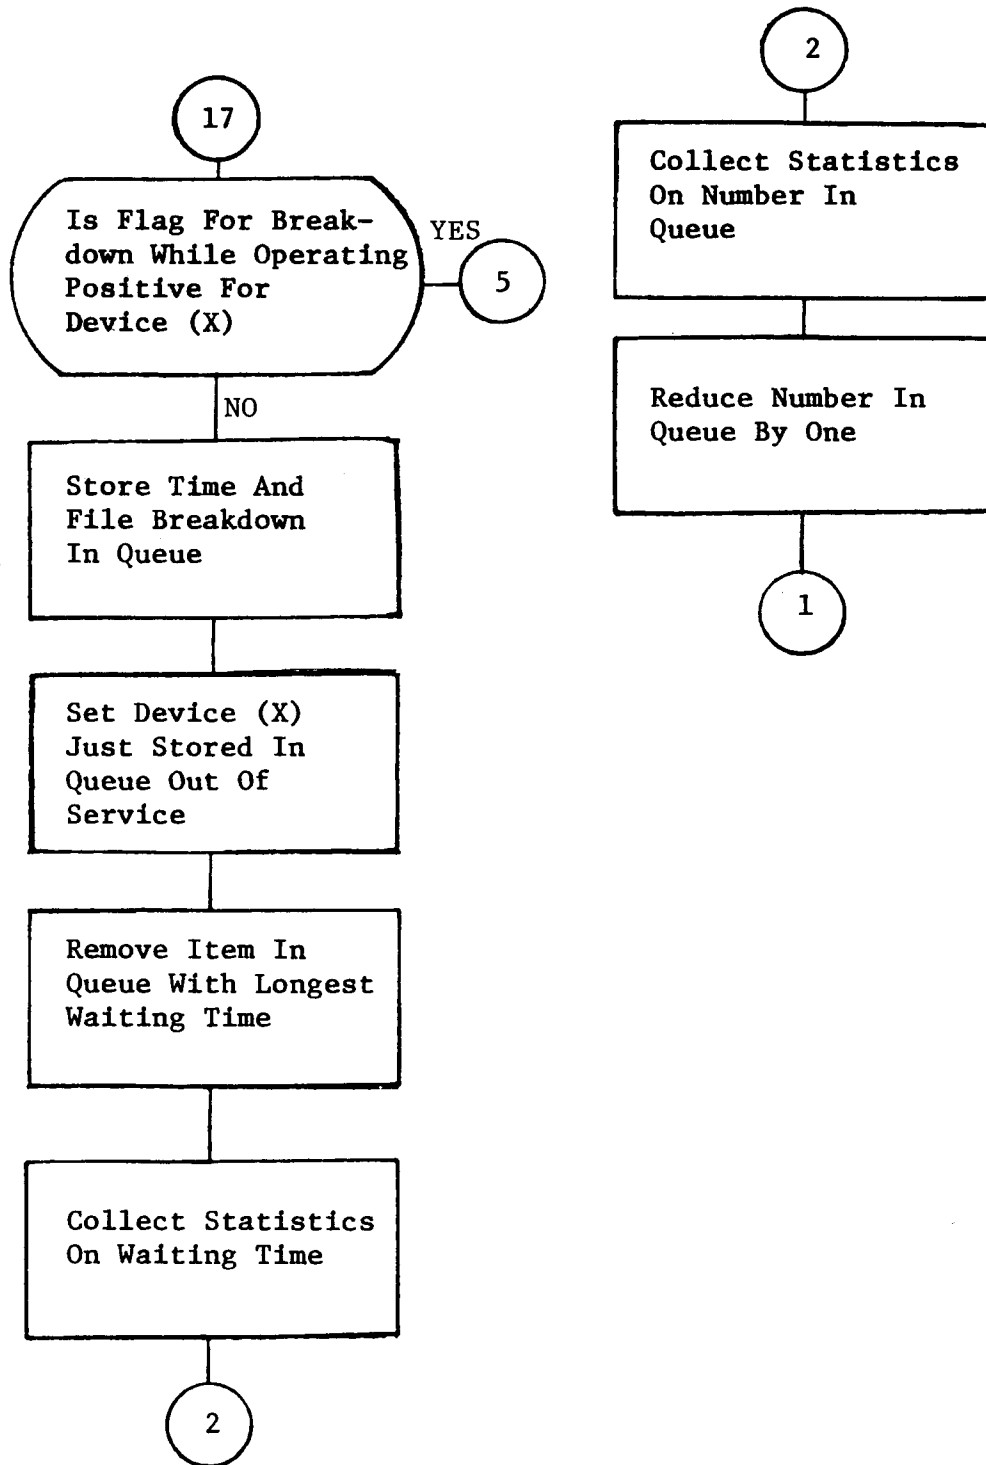 17
Is Flag For Break-
down While Operating
Positive For
Device (X)
YES
5
NO
Store Time And
File Breakdown
In Queue
Set Device (X)
Just Stored In
Queue Out Of
Service
Remove Item In
Queue With Longest
Waiting Time
Collect Statistics
On Waiting Time
2
2
Collect Statistics
On Number In
Queue
Reduce Number In
Queue By One
1